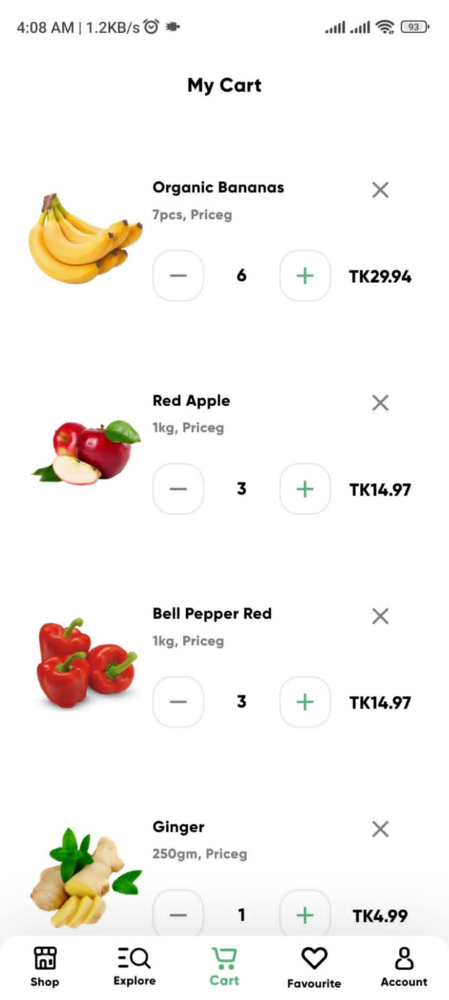 4:08 AM | 1.2KB/s
93
My Cart
Organic Bananas
7pcs, Priceg
6
TK29.94
Red Apple
1kg, Priceg
3
TK14.97
Bell Pepper Red
1kg, Priceg
3
TK14.97
Ginger
250gm, Priceg
1
TK4.99
Shop
Explore
Cart
Favourite
Account